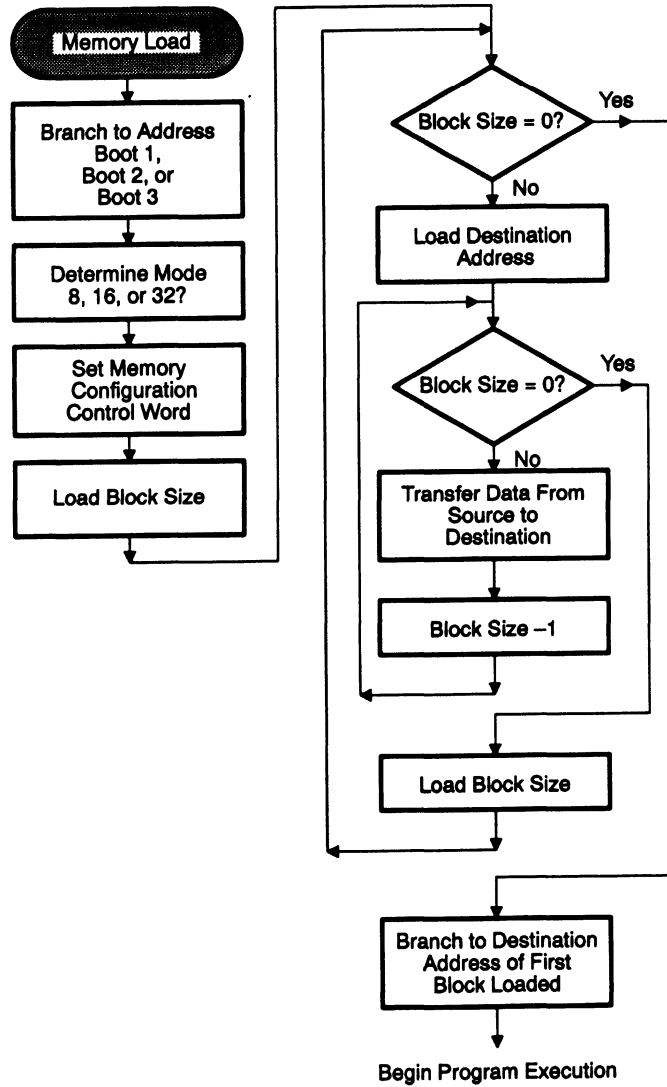 Memory Load
Branch to Address
Boot 1,
Boot 2, or
Boot 3
Determine Mode
8, 16, or 32?
Set Memory
Configuration
Control Word
Load Block Size
Block Size = 0?
Yes
No
Load Destination
Address
Block Size = 0?
Yes
No
Transfer Data From
Source to
Destination
Block Size –1
Load Block Size
Branch to Destination
Address of First
Block Loaded
Begin Program Execution